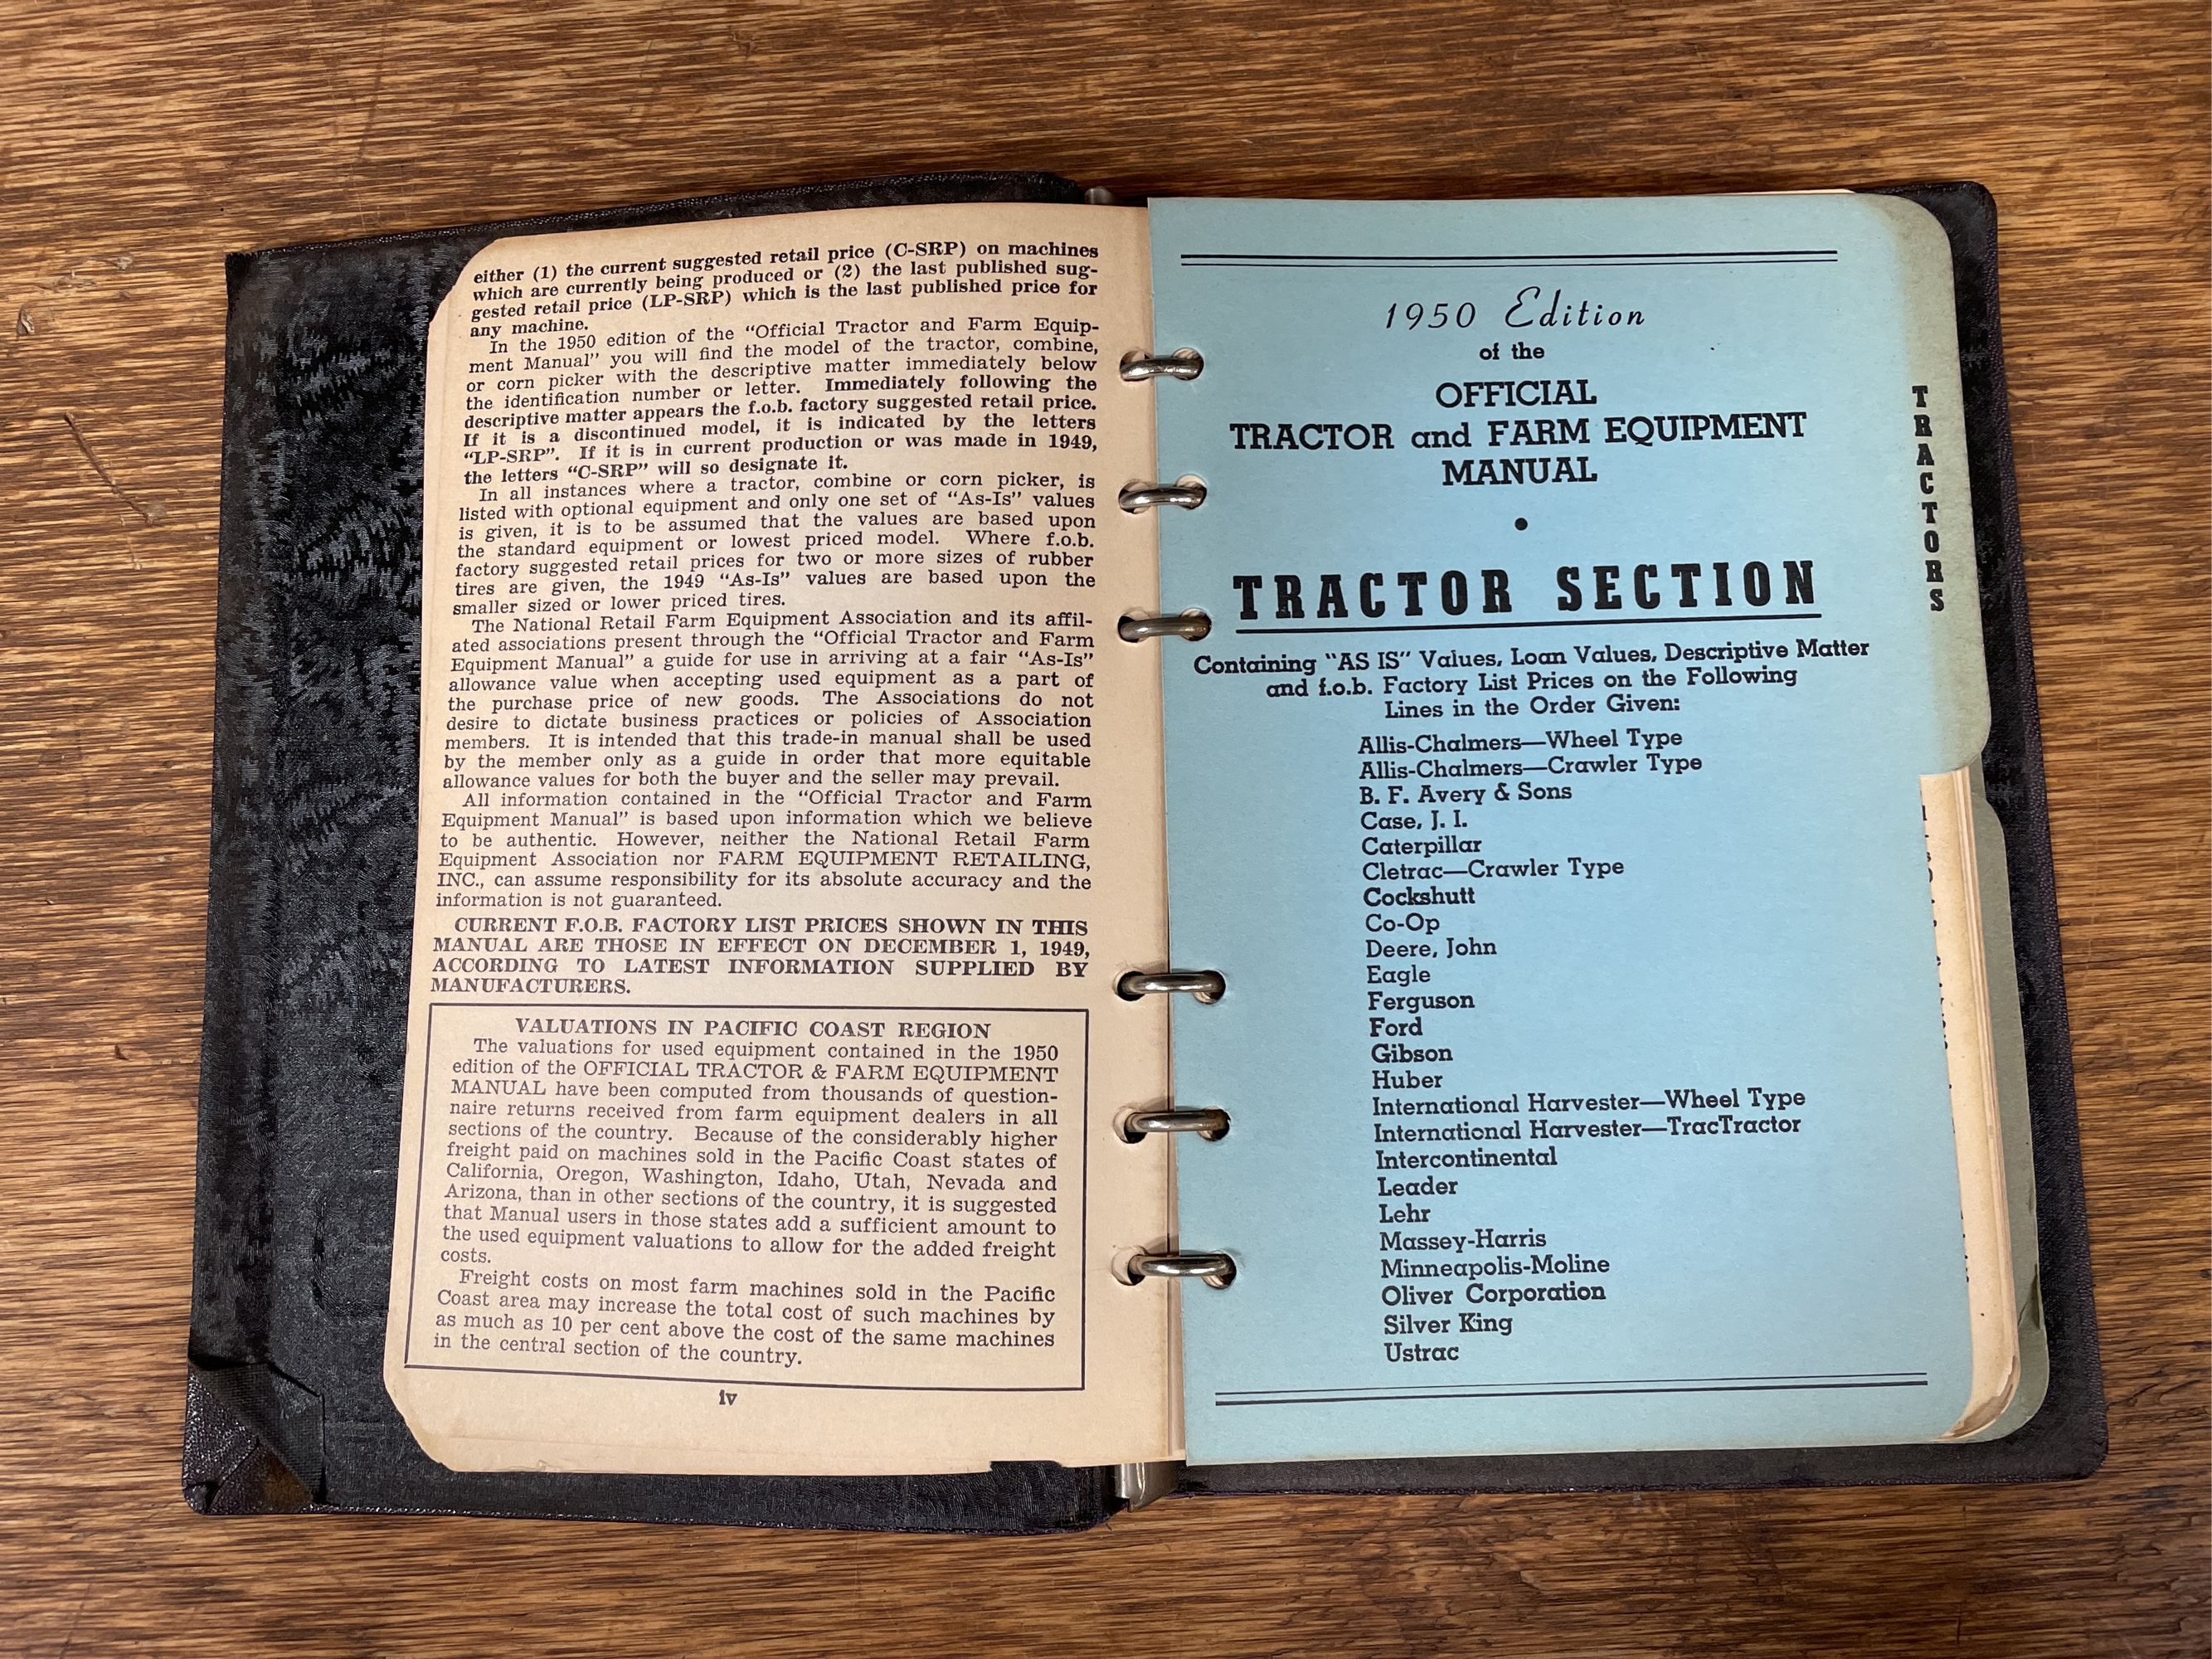 either (1) the current suggested retail price (C-SRP) on machines
which are currently being produced or (2) the last published sug-
gested retail price (LP-SRP) which is the last published price for
any machine.
In the 1950 edition of the “Official Tractor and Farm Equip-
ment Manual” you will find the model of the tractor, combine,
or corn picker with the descriptive matter immediately below
the identification number or letter. Immediately following the
descriptive matter appears the f.o.b. factory suggested retail price.
If it is a discontinued model, it is indicated by the letters
“LP-SRP”. If it is in current production or was made in 1949,
the letters “C-SRP” will so designate it.
In all instances where a tractor, combine or corn picker, is
listed with optional equipment and only one set of “As-Is” values
is given, it is to be assumed that the values are based upon
the standard equipment or lowest priced model. Where f.o.b.
factory suggested retail prices for two or more sizes of rubber
tires are given, the 1949 “As-Is” values are based upon the
smaller sized or lower priced tires.
The National Retail Farm Equipment Association and its affil-
ated associations present through the “Official Tractor and Farm
Equipment Manual” a guide for use in arriving at a fair “As-Is”
allowance value when accepting used equipment as a part of
the purchase price of new goods. The Associations do not
desire to dictate business practices or policies of Association
members. It is intended that this trade-in manual shall be used
by the member only as a guide in order that more equitable
allowance values for both the buyer and the seller may prevail.
All information contained in the “Official Tractor and Farm
Equipment Manual” is based upon information which we believe
to be authentic. However, neither the National Retail Farm
Equipment Association nor FARM EQUIPMENT RETAILING,
INC., can assume responsibility for its absolute accuracy and the
information is not guaranteed.
CURRENT F.O.B. FACTORY LIST PRICES SHOWN IN THIS
MANUAL ARE THOSE IN EFFECT ON DECEMBER 1, 1949,
ACCORDING TO LATEST INFORMATION SUPPLIED BY
MANUFACTURERS.
VALUATIONS IN PACIFIC COAST REGION
The valuations for used equipment contained in the 1950
edition of the OFFICIAL TRACTOR & FARM EQUIPMENT
MANUAL have been computed from thousands of question-
naire returns received from farm equipment dealers in all
sections of the country. Because of the considerably higher
freight paid on machines sold in the Pacific Coast states of
California, Oregon, Washington, Idaho, Utah, Nevada and
Arizona, than in other sections of the country, it is suggested
that Manual users in those states add a sufficient amount to
the used equipment valuations to allow for the added freight
costs.
Freight costs on most farm machines sold in the Pacific
Coast area may increase the total cost of such machines by
as much as 10 per cent above the cost of the same machines
in the central section of the country.
iv
1950 Edition
of the
OFFICIAL
TRACTOR and FARM EQUIPMENT
MANUAL
•
TRACTOR SECTION
Containing “AS IS” Values, Loan Values, Descriptive Matter
and f.o.b. Factory List Prices on the Following
Lines in the Order Given:
Allis-Chalmers—Wheel Type
Allis-Chalmers—Crawler Type
B. F. Avery & Sons
Case, J. I.
Caterpillar
Cletrac—Crawler Type
Cockshutt
Co-Op
Deere, John
Eagle
Ferguson
Ford
Gibson
Huber
International Harvester—Wheel Type
International Harvester—TracTractor
Intercontinental
Leader
Lehr
Massey-Harris
Minneapolis-Moline
Oliver Corporation
Silver King
Ustrac
TRACTORS